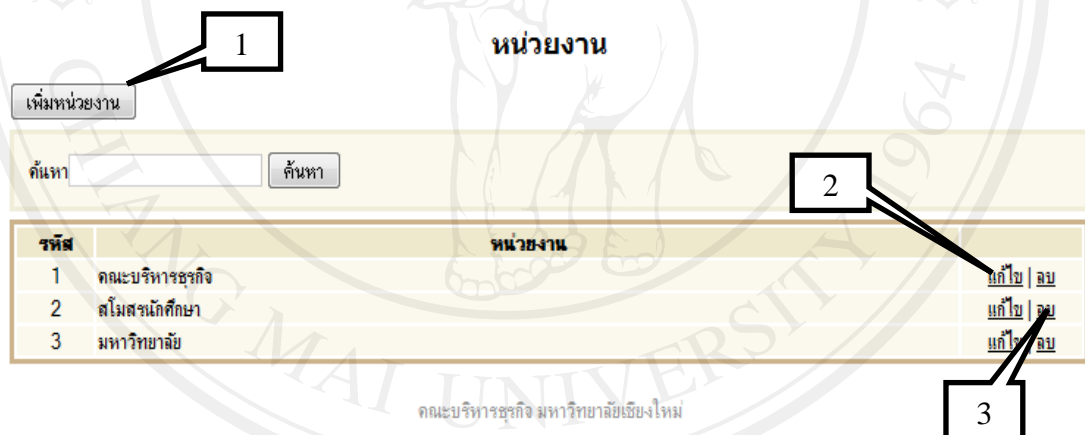 1
หน่วยงาน
เพิ่มหน่วยงาน
ค้นหา ค้นหา
2
รหัส หน่วยงาน
1 คณะบริหารธุรกิจ แก้ไข | ลบ
2 สโมสรนักศึกษา แก้ไข | ลบ
3 มหาวิทยาลัย แก้ไข | ลบ
คณะบริหารธุรกิจ มหาวิทยาลัยเชียงใหม่
3
CHIANG MAI UNIVERSITY 1964